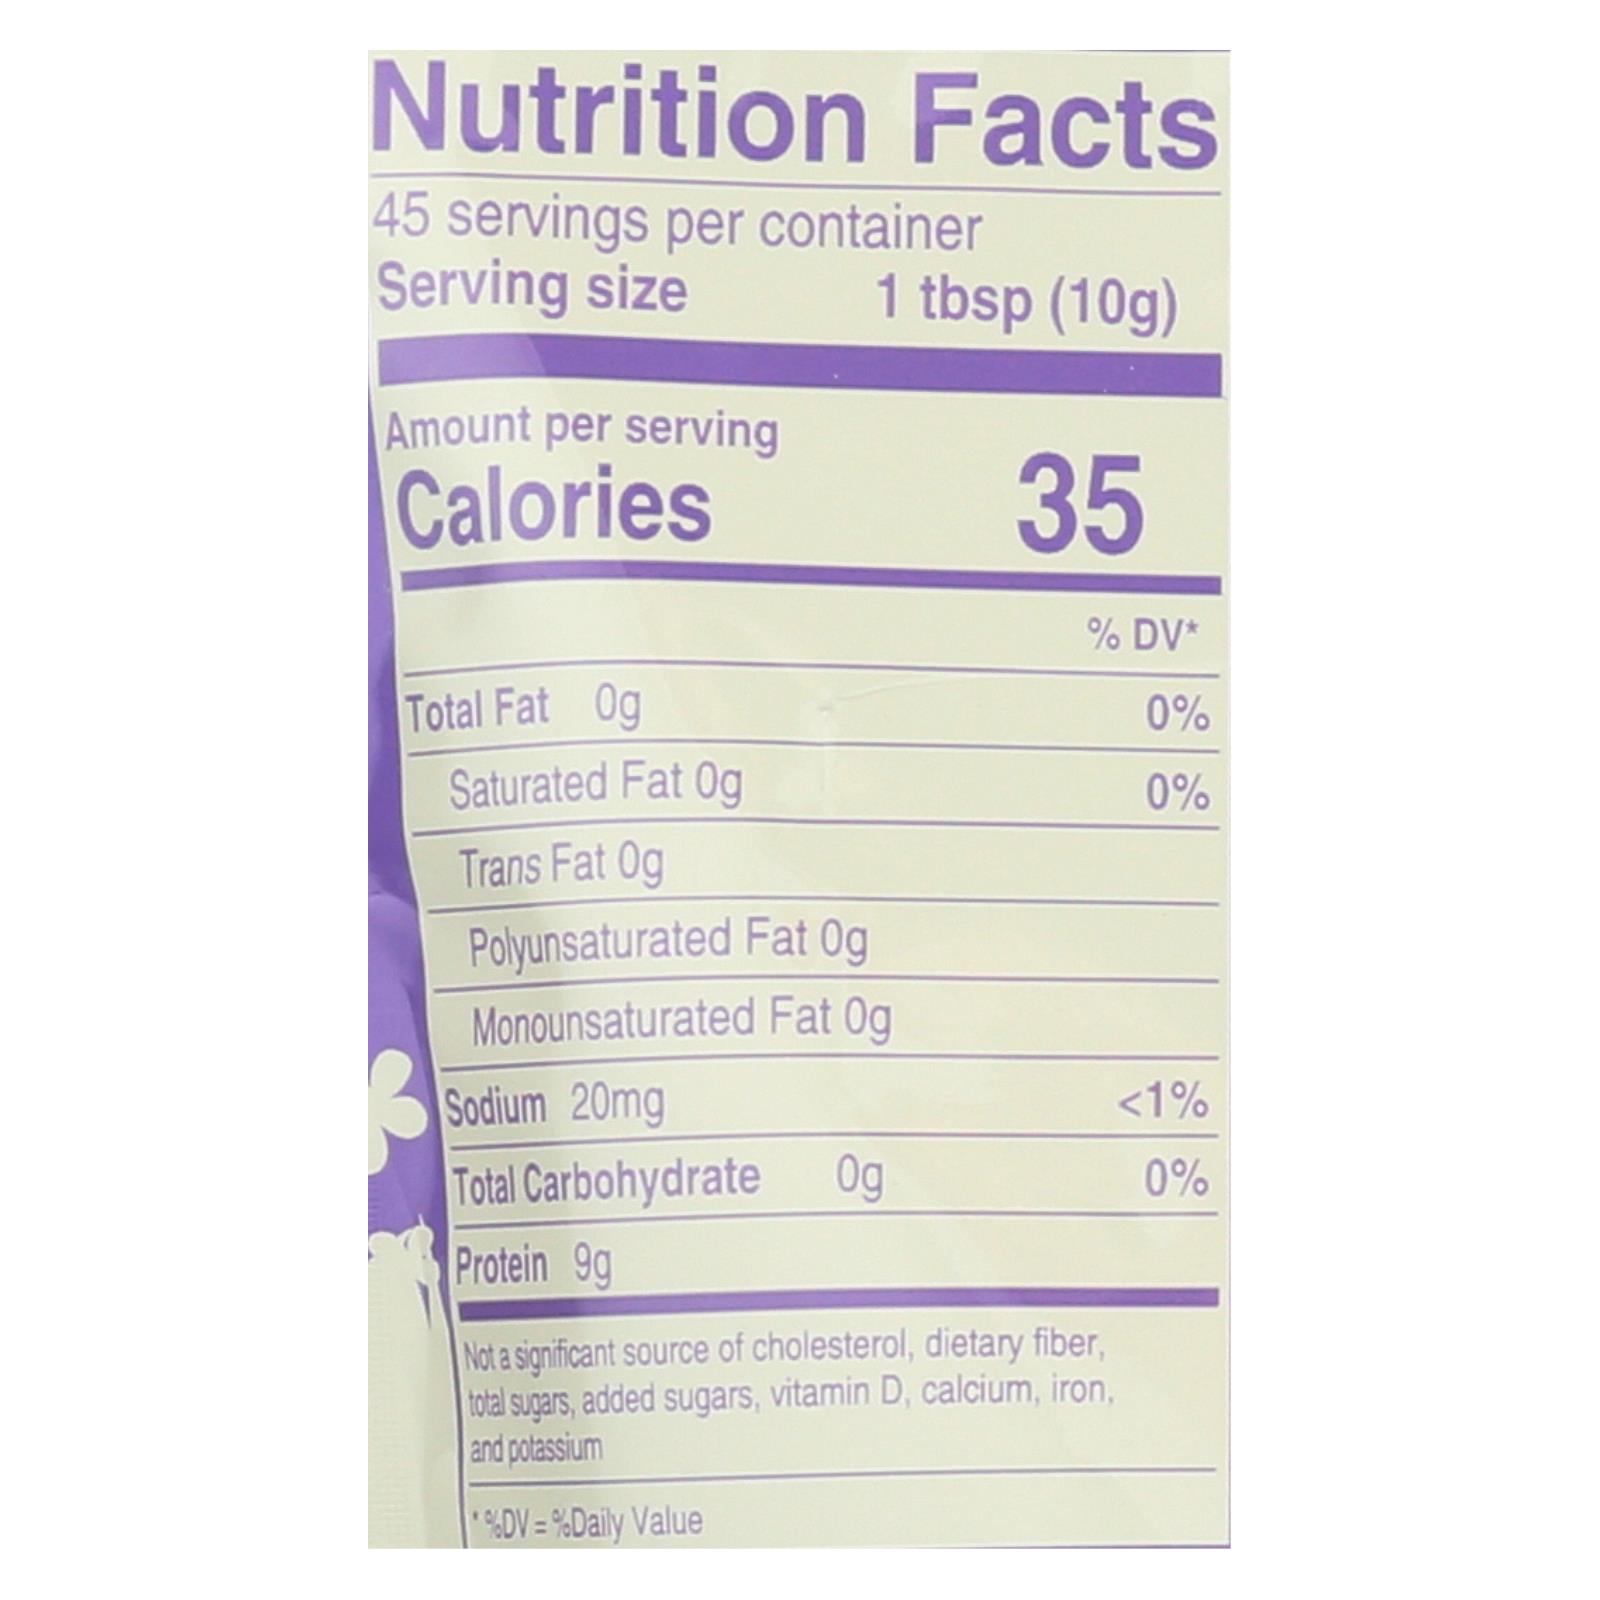 Nutrition Facts
45 servings per container
Serving size 1 tbsp (10g)
Amount per serving
Calories 35
% DV*
Total Fat 0g 0%
Saturated Fat 0g 0%
Trans Fat 0g
Polyunsaturated Fat 0g
Monounsaturated Fat 0g
Sodium 20mg <1%
Total Carbohydrate 0g 0%
Protein 9g
Not a significant source of cholesterol, dietary fiber,
total sugars, added sugars, vitamin D, calcium, iron,
and potassium
* %DV = %Daily Value